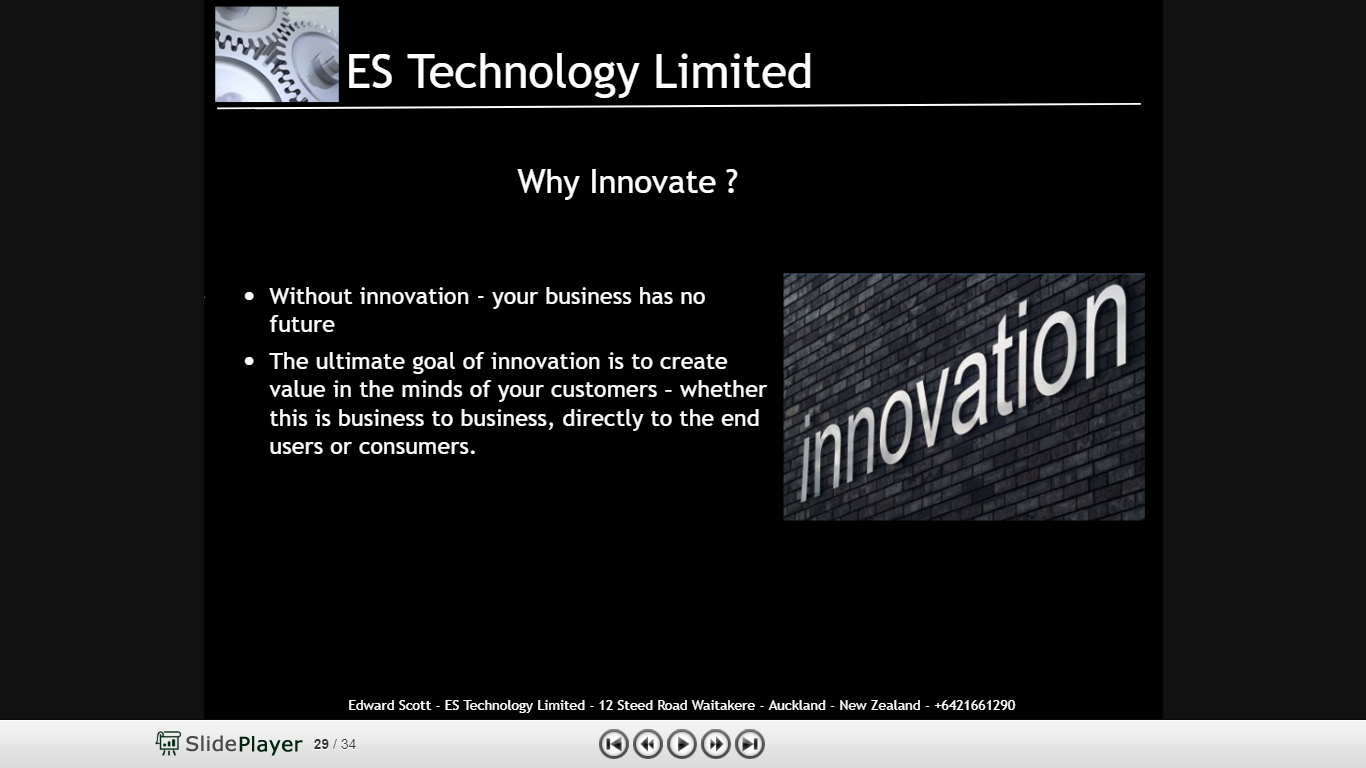 ES Technology Limited
Why Innovate ?
• Without innovation - your business has no
future
• The ultimate goal of innovation is to create
value in the minds of your customers – whether
this is business to business, directly to the end
users or consumers.
innovation
Edward Scott - ES Technology Limited - 12 Steed Road Waitakere - Auckland - New Zealand - +6421661290
SlidePlayer 29 / 34